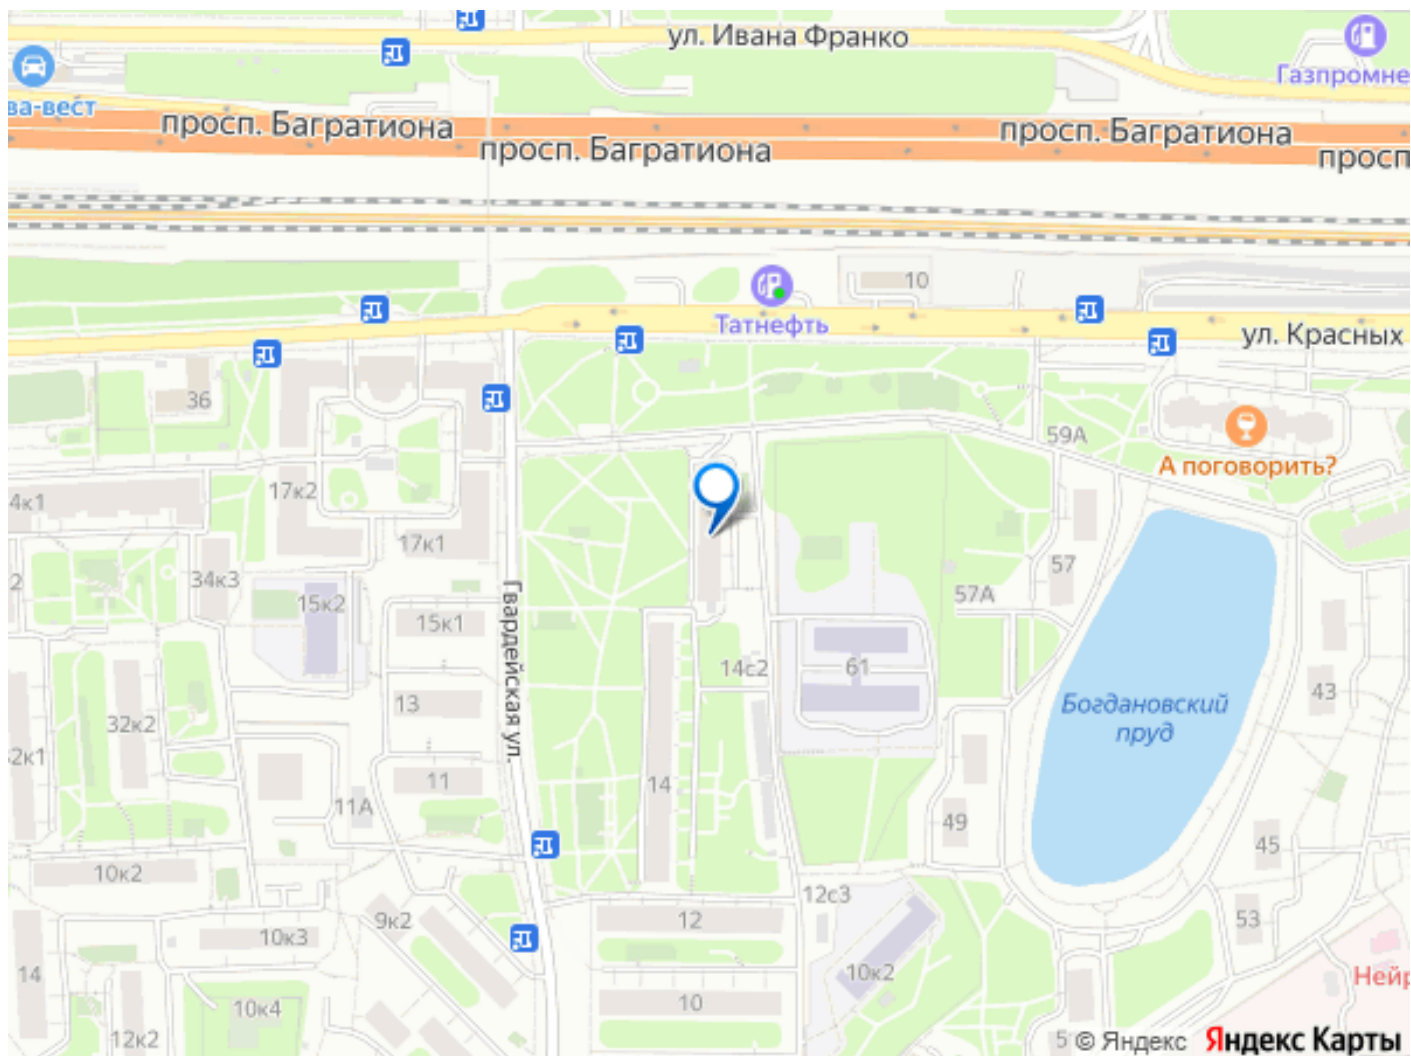 ул. Ивана Франко
Газпромне
ва-вест
просп. Багратиона
просп. Багратиона
просп. Багратиона
просп
10
Татнефть
ул. Красных
36
59А
А поговорить?
4к1
17к2
17к1
57
2
34к3
15к2
57А
15к1
Гвардейская ул.
14с2
61
43
13
Богдановский
пруд
32к2
2к1
11
14
11А
49
45
10к2
12с3
9к2
12
53
10к3
14
10к2
Нейр
10к4
10
12к2
5
© Яндекс Яндекс Карты